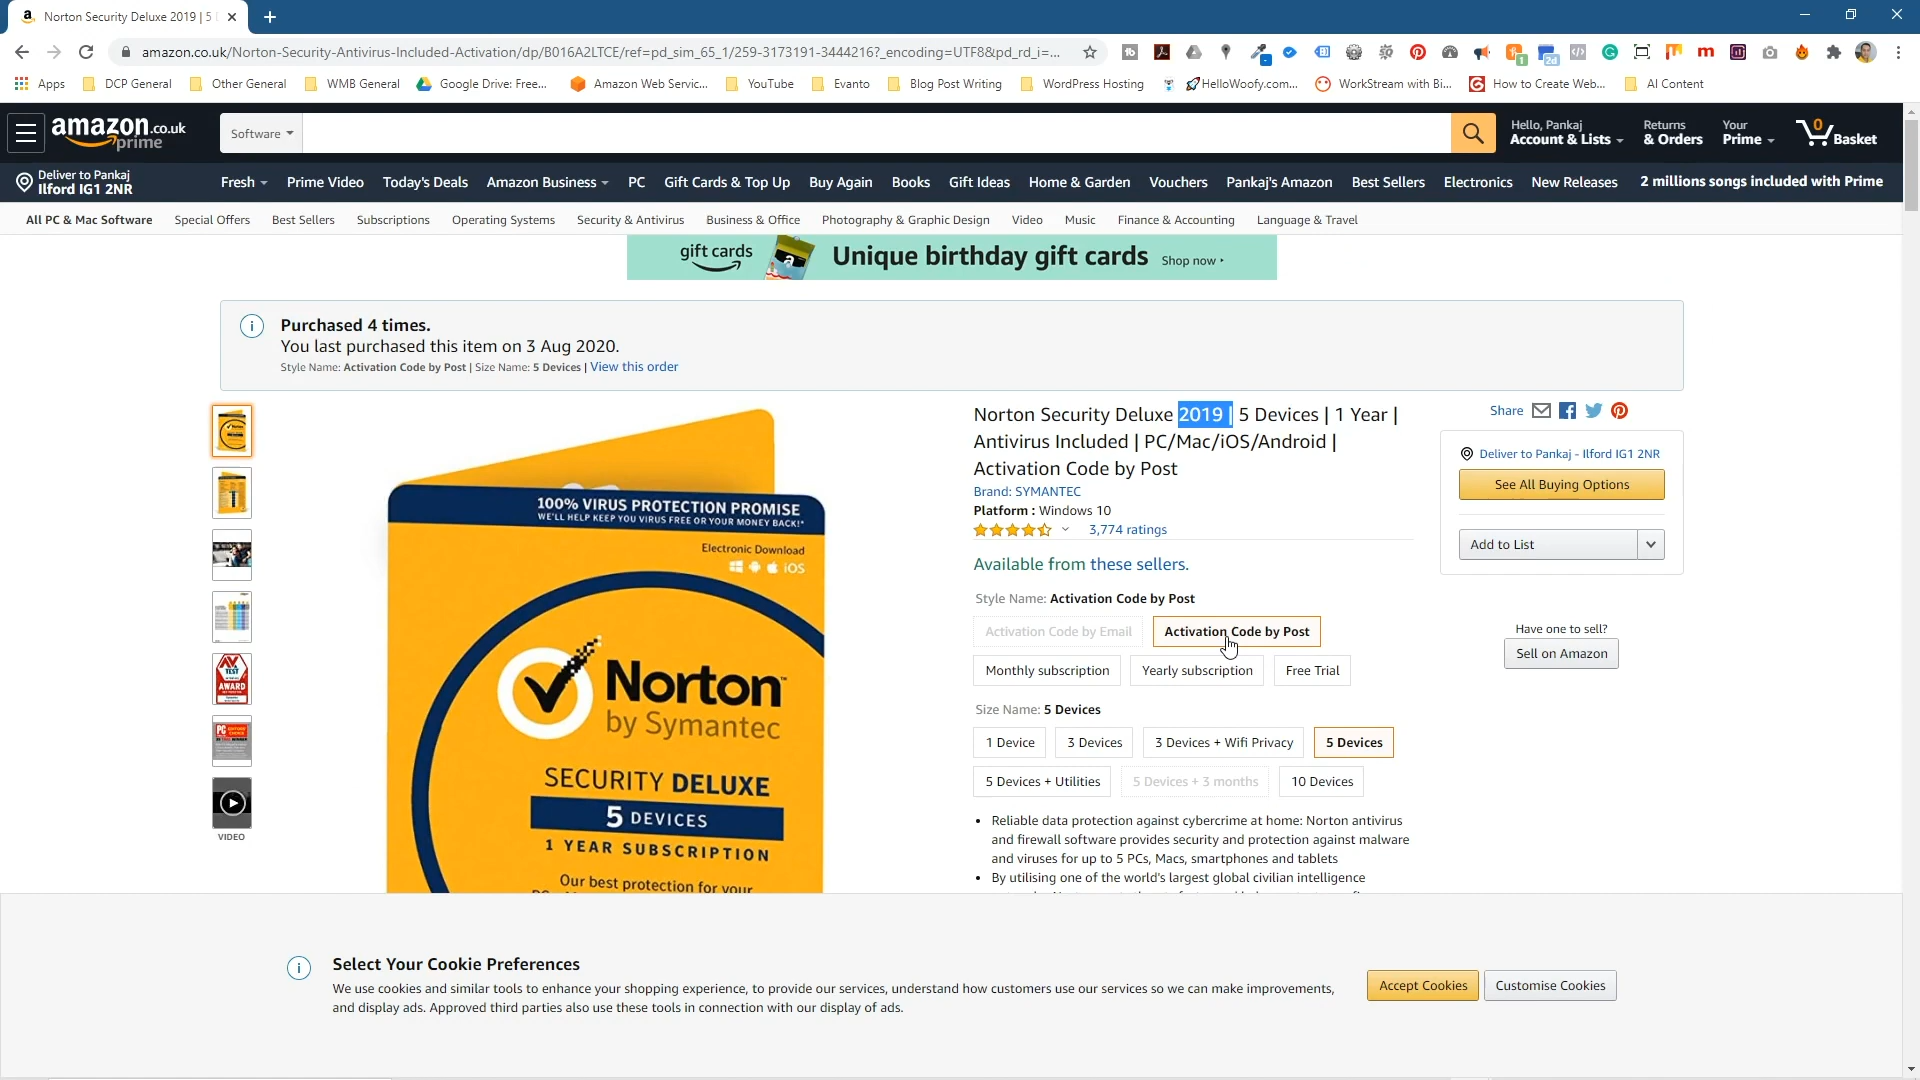 Norton Security Deluxe 2019 | 5
amazon.co.uk/Norton-Security-Antivirus-Included-Activation/dp/B016A2LTCE/ref=pd_sim_65_1/259-3173191-3444216?_encoding=UTF8&pd_rd_i=...
Apps DCP General Other General WMB General Google Drive: Free... Amazon Web Servic... YouTube Evanto Blog Post Writing WordPress Hosting HelloWoofy.com... WorkStream with Bi... How to Create Web... AI Content
amazon.co.uk
prime
Software
Hello, Pankaj
Account & Lists
Returns
& Orders
Your
Prime
0
Basket
Deliver to Pankaj
Ilford IG1 2NR
Fresh Prime Video Today's Deals Amazon Business PC Gift Cards & Top Up Buy Again Books Gift Ideas Home & Garden Vouchers Pankaj's Amazon Best Sellers Electronics New Releases 2 millions songs included with Prime
All PC & Mac Software Special Offers Best Sellers Subscriptions Operating Systems Security & Antivirus Business & Office Photography & Graphic Design Video Music Finance & Accounting Language & Travel
gift cards Unique birthday gift cards Shop now
Purchased 4 times.
You last purchased this item on 3 Aug 2020.
Style Name: Activation Code by Post | Size Name: 5 Devices | View this order
VIDEO
100% VIRUS PROTECTION PROMISE
WE'LL HELP KEEP YOU VIRUS FREE OR YOUR MONEY BACK!*
Electronic Download
iOS
Norton™
by Symantec
SECURITY DELUXE
5 DEVICES
1 YEAR SUBSCRIPTION
Our best protection for your
Norton Security Deluxe 2019 | 5 Devices | 1 Year |
Antivirus Included | PC/Mac/iOS/Android |
Activation Code by Post
Brand: SYMANTEC
Platform : Windows 10
3,774 ratings
Available from these sellers.
Style Name: Activation Code by Post
Activation Code by Email Activation Code by Post
Monthly subscription Yearly subscription Free Trial
Size Name: 5 Devices
1 Device 3 Devices 3 Devices + Wifi Privacy 5 Devices
5 Devices + Utilities 5 Devices + 3 months 10 Devices
• Reliable data protection against cybercrime at home: Norton antivirus
and firewall software provides security and protection against malware
and viruses for up to 5 PCs, Macs, smartphones and tablets
• By utilising one of the world's largest global civilian intelligence
Share
Deliver to Pankaj - Ilford IG1 2NR
See All Buying Options
Add to List
Have one to sell?
Sell on Amazon
Select Your Cookie Preferences
We use cookies and similar tools to enhance your shopping experience, to provide our services, understand how customers use our services so we can make improvements,
and display ads. Approved third parties also use these tools in connection with our display of ads.
Accept Cookies Customise Cookies